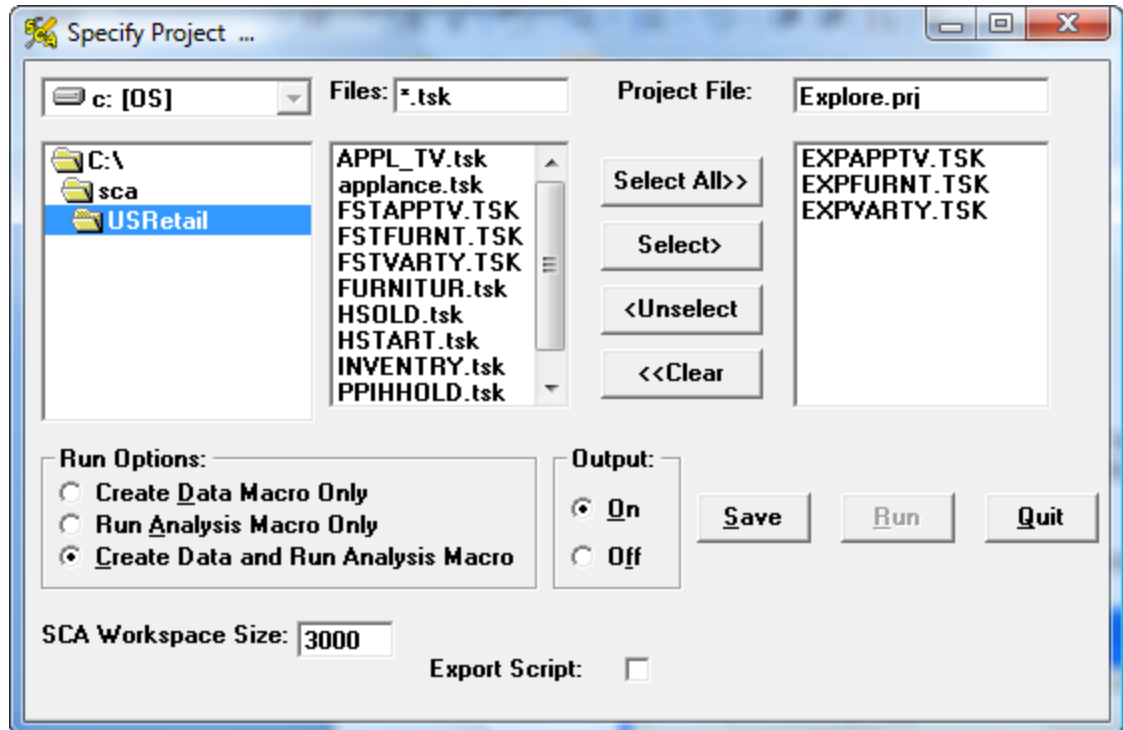 Specify Project ...
c: [OS]
Files: *.tsk
Project File: Explore.prj
C:\
sca
USRetail
APPL_TV.tsk
applance.tsk
FSTAPPTV.TSK
FSTFURNT.TSK
FSTVARTY.TSK
FURNITUR.tsk
HSOLD.tsk
HSTART.tsk
INVENTRY.tsk
PPIHHOLD.tsk
Select All>>
Select>
<Unselect
<<Clear
EXPAPPTV.TSK
EXPFURNT.TSK
EXPVARTY.TSK
Run Options:
Create Data Macro Only
Run Analysis Macro Only
Create Data and Run Analysis Macro
Output:
On
Off
Save
Run
Quit
SCA Workspace Size: 3000
Export Script: